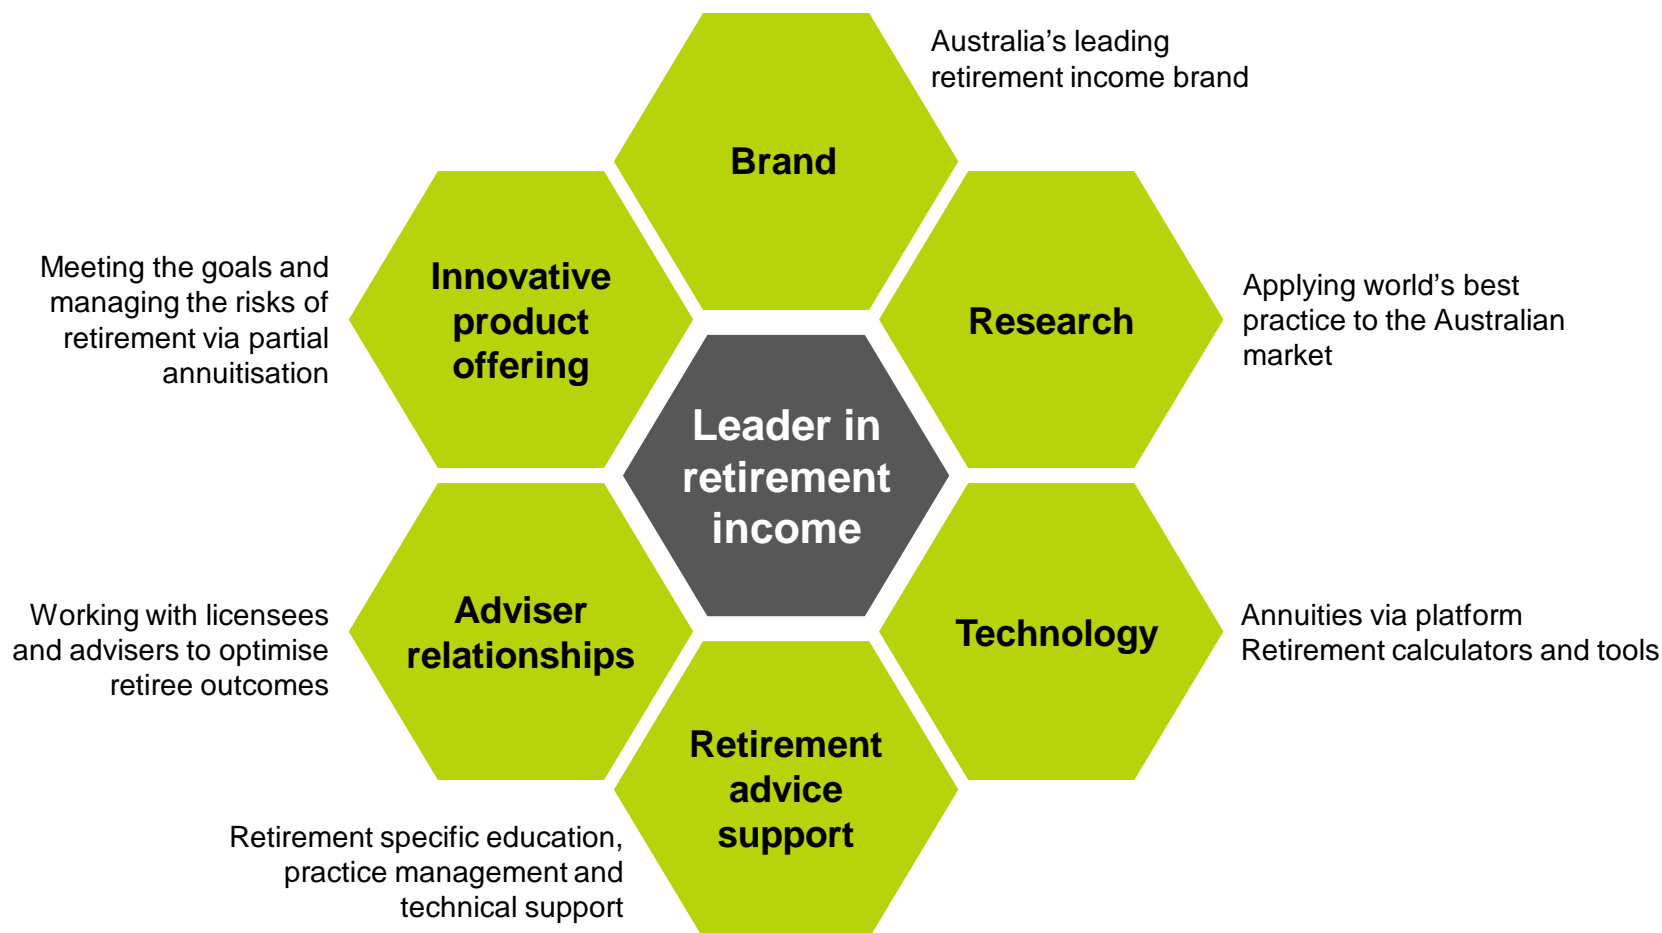 Australia’s leading
retirement income brand
Brand
Meeting the goals and
managing the risks of
retirement via partial
annuitisation
Innovative
product
offering
Research
Applying world’s best
practice to the Australian
market
Leader in
retirement
income
Working with licensees
and advisers to optimise
retiree outcomes
Adviser
relationships
Technology
Annuities via platform
Retirement calculators and tools
Retirement
advice
support
Retirement specific education,
practice management and
technical support